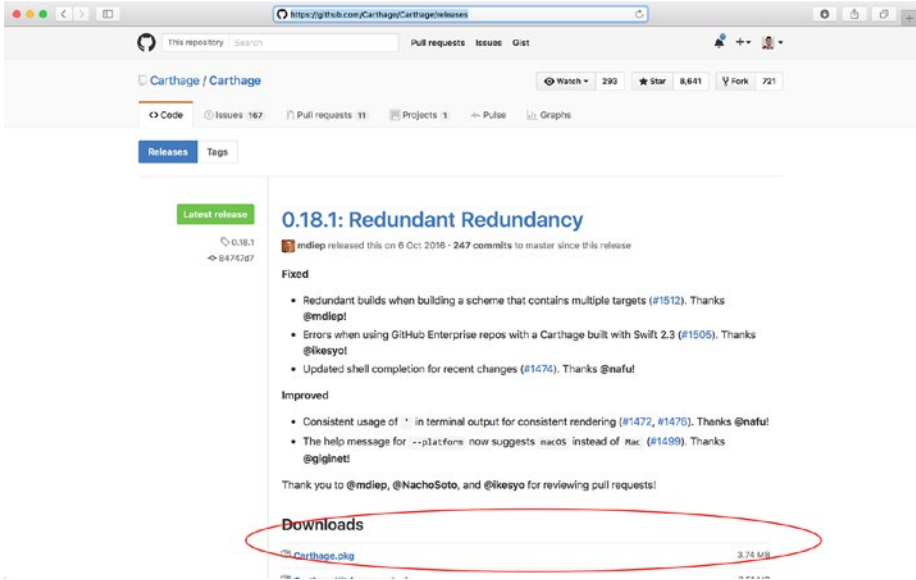 https://github.com/Carthage/Carthage/releases
This repository Search Pull requests Issues Gist
Carthage / Carthage Watch 293 Star 8,641 Fork 721
Code Issues 167 Pull requests 11 Projects 1 Pulse Graphs
Releases Tags
Latest release
0.18.1
84747d7
0.18.1: Redundant Redundancy
mdiep released this on 6 Oct 2016 · 247 commits to master since this release
Fixed
• Redundant builds when building a scheme that contains multiple targets (#1512). Thanks
@mdiep!
• Errors when using GitHub Enterprise repos with a Carthage built with Swift 2.3 (#1505). Thanks
@ikesyo!
• Updated shell completion for recent changes (#1474). Thanks @nafu!
Improved
• Consistent usage of ' in terminal output for consistent rendering (#1472, #1476). Thanks @nafu!
• The help message for --platform now suggests macOS instead of Mac (#1499). Thanks
@giginet!
Thank you to @mdiep, @NachoSoto, and @ikesyo for reviewing pull requests!
Downloads
Carthage.pkg 3.74 MB